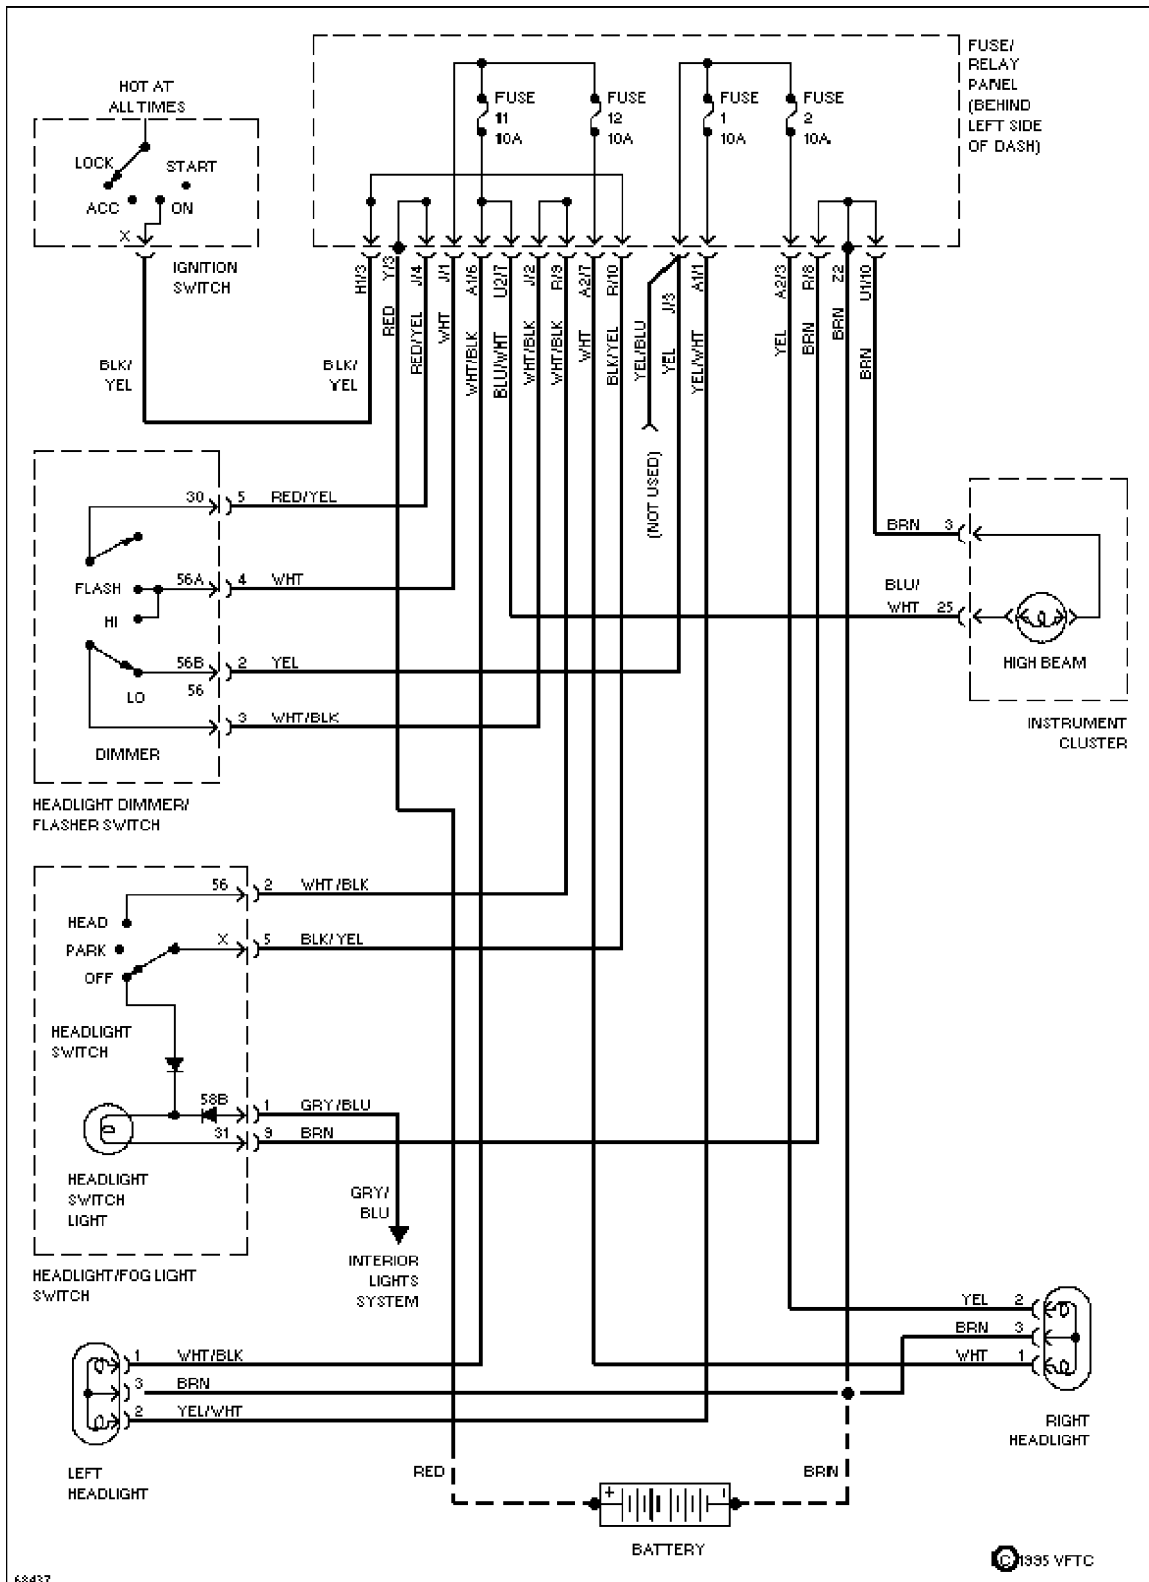 FUSE/
RELAY
PANEL
(BEHIND
LEFT SIDE
OF DASH)
HOT AT
ALL TIMES
LOCK
START
ACC
ON
X
IGNITION
SWITCH
FUSE
11
10A
FUSE
12
10A
FUSE
1
10A
FUSE
2
10A
H1/3
Y/3
J/4
J/1
A1/6
U2/7
J/2
R/9
A2/7
R/10
J/3
A1/1
A2/3
R/8
Z2
U1/10
BLK/
YEL
BLK/
YEL
RED
RED/YEL
WHT
WHT/BLK
BLU/WHT
WHT/BLK
WHT/BLK
WHT
BLK/YEL
YEL/BLU
YEL
YEL/WHT
YEL
BRN
BRN
BRN
(NOT USED)
30
5
RED/YEL
FLASH
56A
4
WHT
HI
56B
2
YEL
LO
56
3
WHT/BLK
DIMMER
HEADLIGHT DIMMER/
FLASHER SWITCH
BRN
3
BLU/
WHT
25
HIGH BEAM
INSTRUMENT
CLUSTER
56
2
WHT/BLK
HEAD
PARK
X
5
BLK/YEL
OFF
HEADLIGHT
SWITCH
58B
1
GRY/BLU
31
9
BRN
HEADLIGHT
SWITCH
LIGHT
GRY/
BLU
INTERIOR
LIGHTS
SYSTEM
HEADLIGHT/FOG LIGHT
SWITCH
YEL
2
BRN
3
WHT
1
RIGHT
HEADLIGHT
1
WHT/BLK
3
BRN
2
YEL/WHT
LEFT
HEADLIGHT
RED
BRN
+
-
BATTERY
© 1995 VFTC
68437